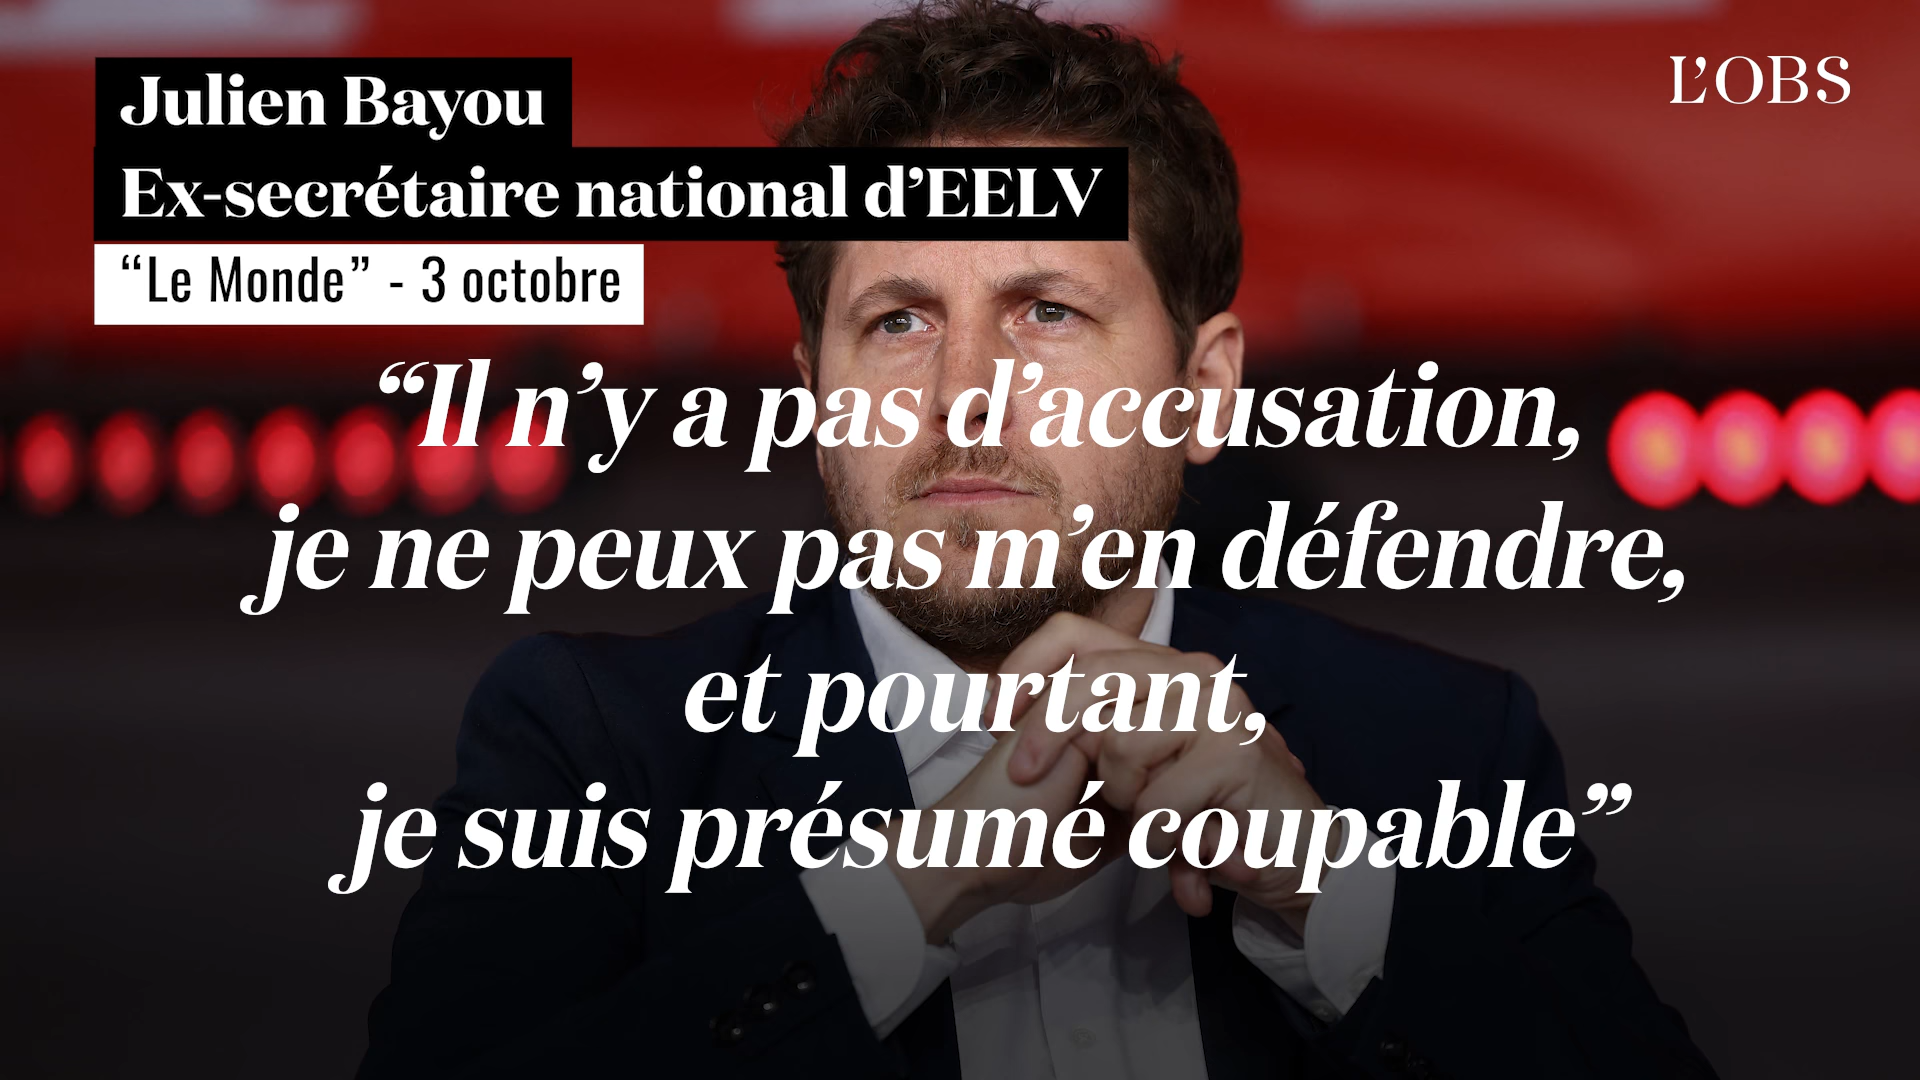 Julien Bayou
L'OBS
Ex-secrétaire national d’EELV
“Le Monde” - 3 octobre
“Il n’y a pas d’accusation,
je ne peux pas m’en défendre,
et pourtant,
je suis présumé coupable”